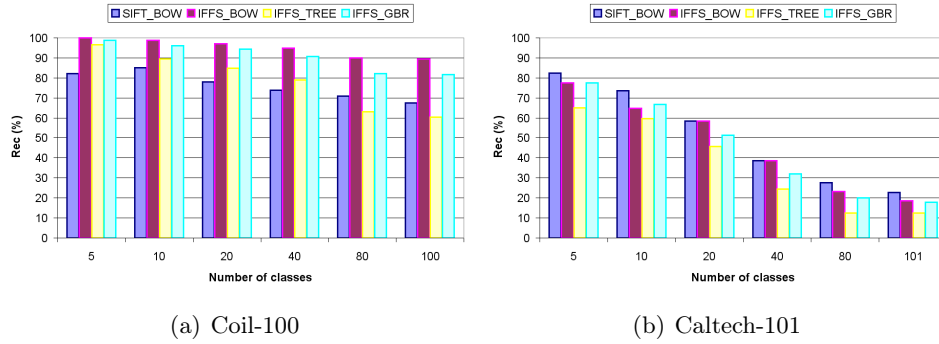 SIFT_BOW IFFS_BOW IFFS_TREE IFFS_GBR
100
90
80
70
60
50
40
30
20
10
0
Rec (%)
5 10 20 40 80 100
Number of classes
(a) Coil-100
SIFT_BOW IFFS_BOW IFFS_TREE IFFS_GBR
100
90
80
70
60
50
40
30
20
10
0
Rec (%)
5 10 20 40 80 101
Number of classes
(b) Caltech-101